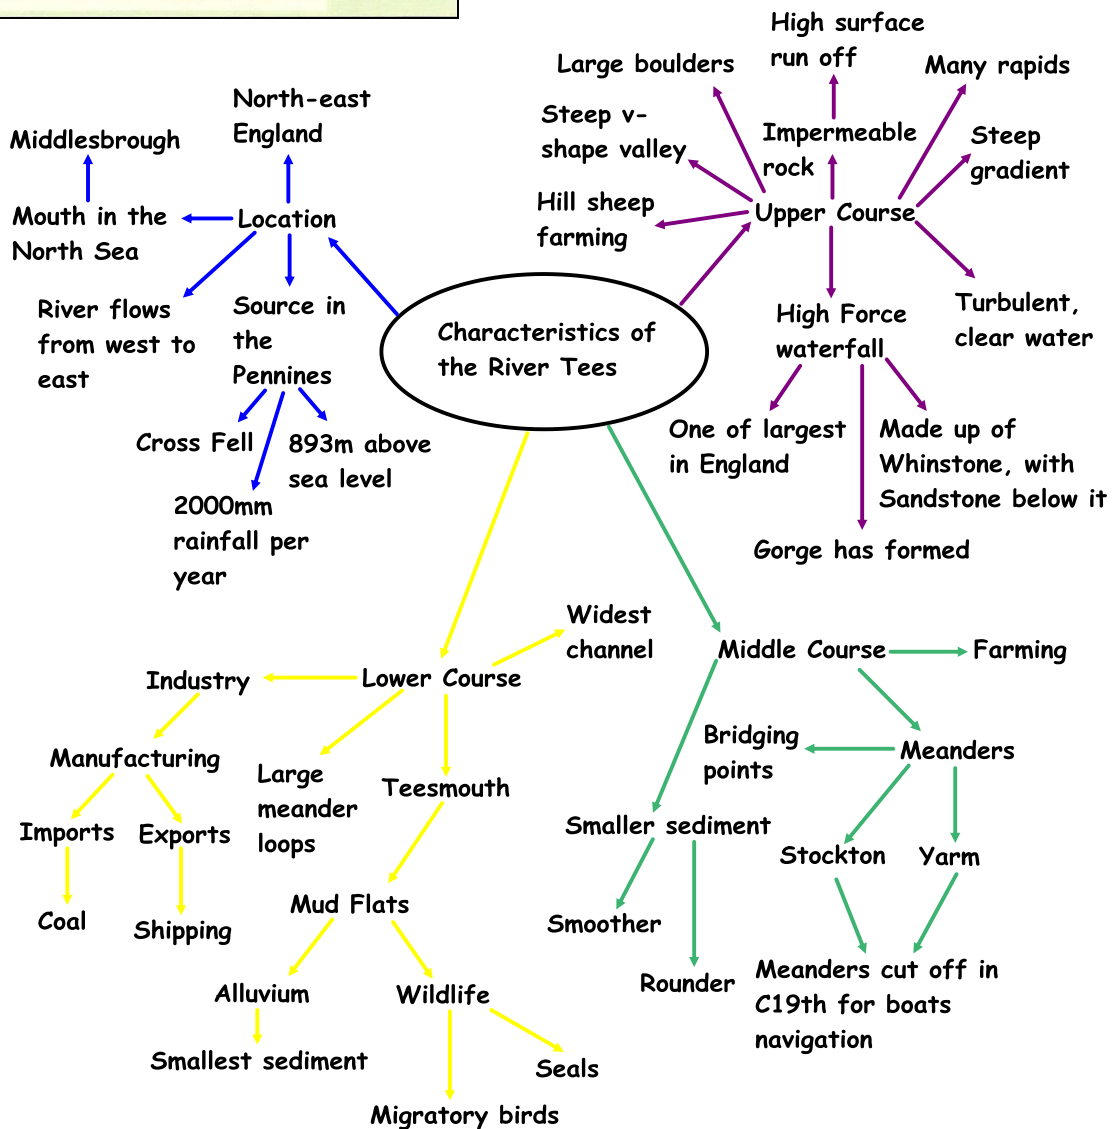 Characteristics of
the River Tees
Location
North-east
England
Mouth in the
North Sea
Middlesbrough
River flows
from west to
east
Source in
the
Pennines
Cross Fell
2000mm
rainfall per
year
893m above
sea level
Upper Course
Hill sheep
farming
Steep v-
shape valley
Large boulders
Impermeable
rock
High surface
run off
Many rapids
Steep
gradient
Turbulent,
clear water
High Force
waterfall
One of largest
in England
Gorge has formed
Made up of
Whinstone, with
Sandstone below it
Middle Course
Farming
Meanders
Bridging
points
Stockton
Yarm
Meanders cut off in
C19th for boats
navigation
Smaller sediment
Smoother
Rounder
Lower Course
Widest
channel
Industry
Manufacturing
Imports
Coal
Exports
Shipping
Large
meander
loops
Teesmouth
Mud Flats
Alluvium
Smallest sediment
Wildlife
Migratory birds
Seals